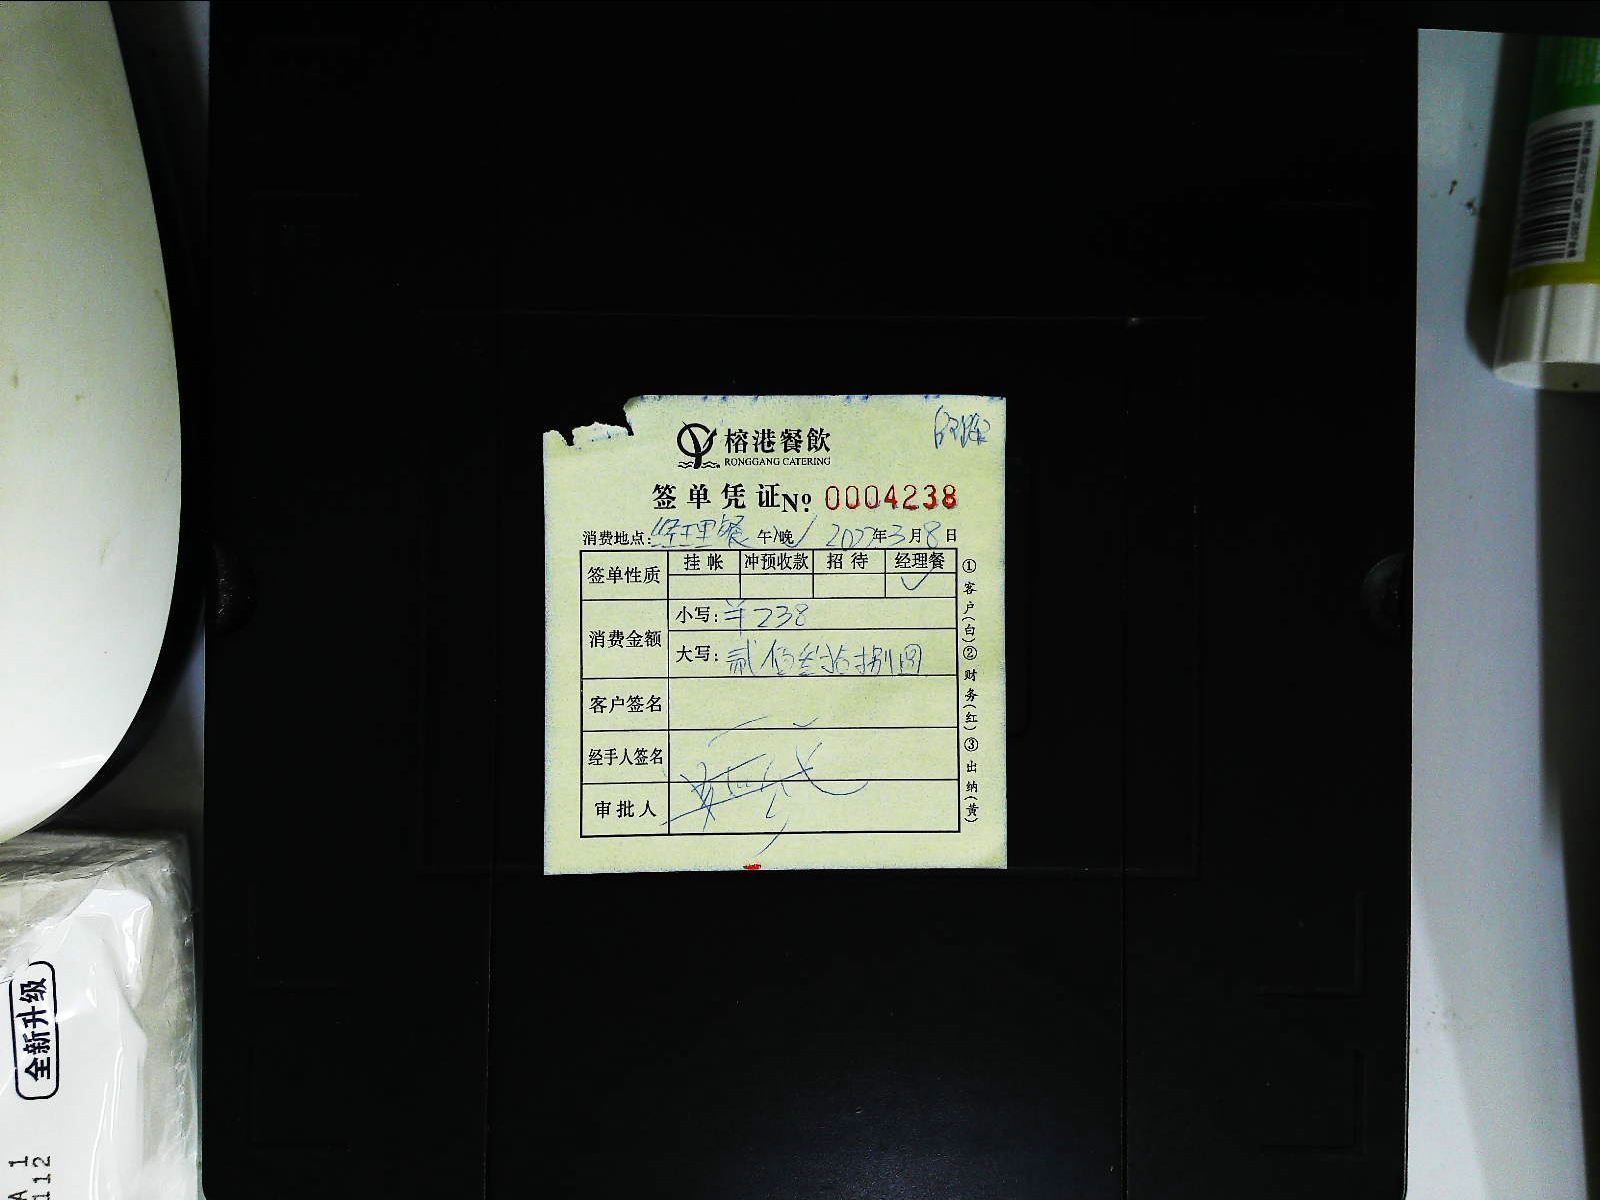 榕港餐飲
RONGGANG CATERING
签单凭证 № 0004238
消费地点: 经理餐 午/晚 2022年3月8日
签单性质 挂帐 冲预收款 招待 经理餐
消费金额
小写: ¥238
大写: 贰佰叁拾捌圆
客户签名
经手人签名
审批人
①客户(白)②财务(红)③出纳(黄)
全新升级
A 1
112